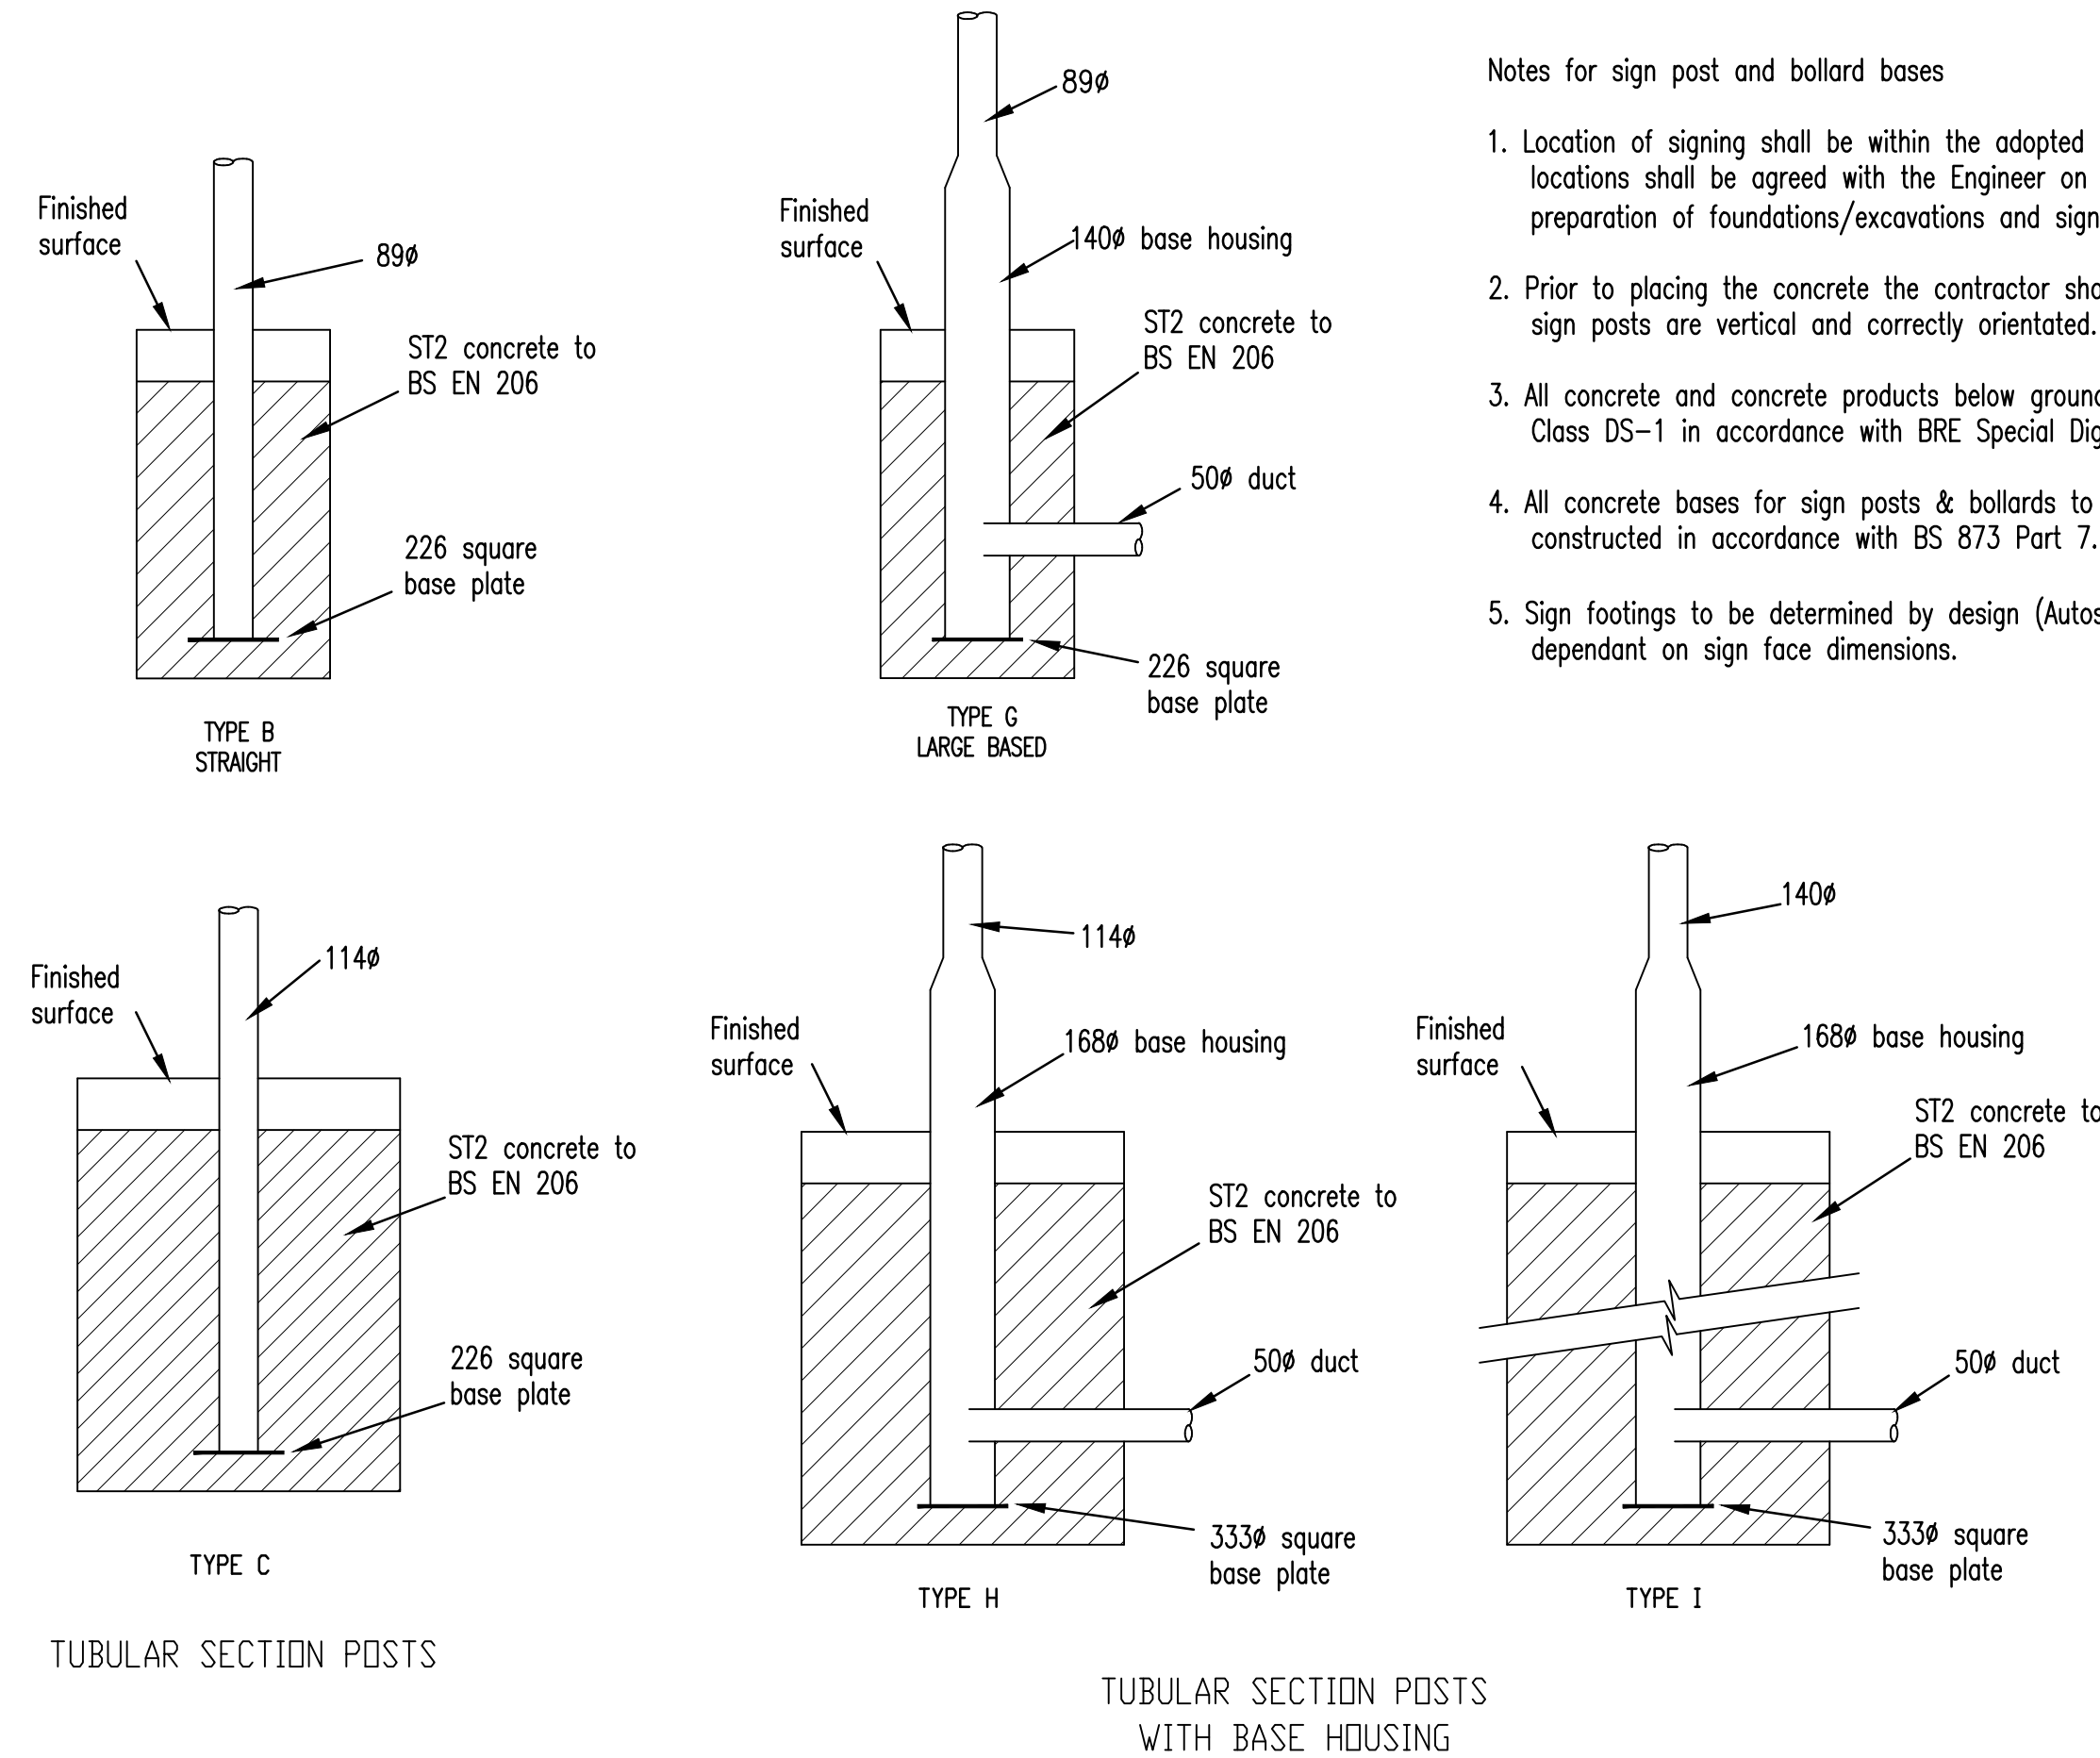 Finished
surface
89ø
ST2 concrete to
BS EN 206
226 square
base plate
TYPE B
STRAIGHT
89ø
Finished
surface
140ø base housing
ST2 concrete to
BS EN 206
50ø duct
226 square
base plate
TYPE G
LARGE BASED
Notes for sign post and bollard bases
1. Location of signing shall be within the adopted
locations shall be agreed with the Engineer on
preparation of foundations/excavations and sign
2. Prior to placing the concrete the contractor
sign posts are vertical and correctly orientated.
3. All concrete and concrete products below
Class DS-1 in accordance with BRE Special
4. All concrete bases for sign posts & bollards to
constructed in accordance with BS 873 Part 7.
5. Sign footings to be determined by design
dependant on sign face dimensions.
Finished
surface
114ø
ST2 concrete to
BS EN 206
226 square
base plate
TYPE C
TUBULAR SECTION POSTS
114ø
Finished
surface
168ø base housing
ST2 concrete to
BS EN 206
50ø duct
333ø square
base plate
TYPE H
140ø
Finished
surface
168ø base housing
ST2 concrete to
BS EN 206
50ø duct
333ø square
base plate
TYPE I
TUBULAR SECTION POSTS
WITH BASE HOUSING